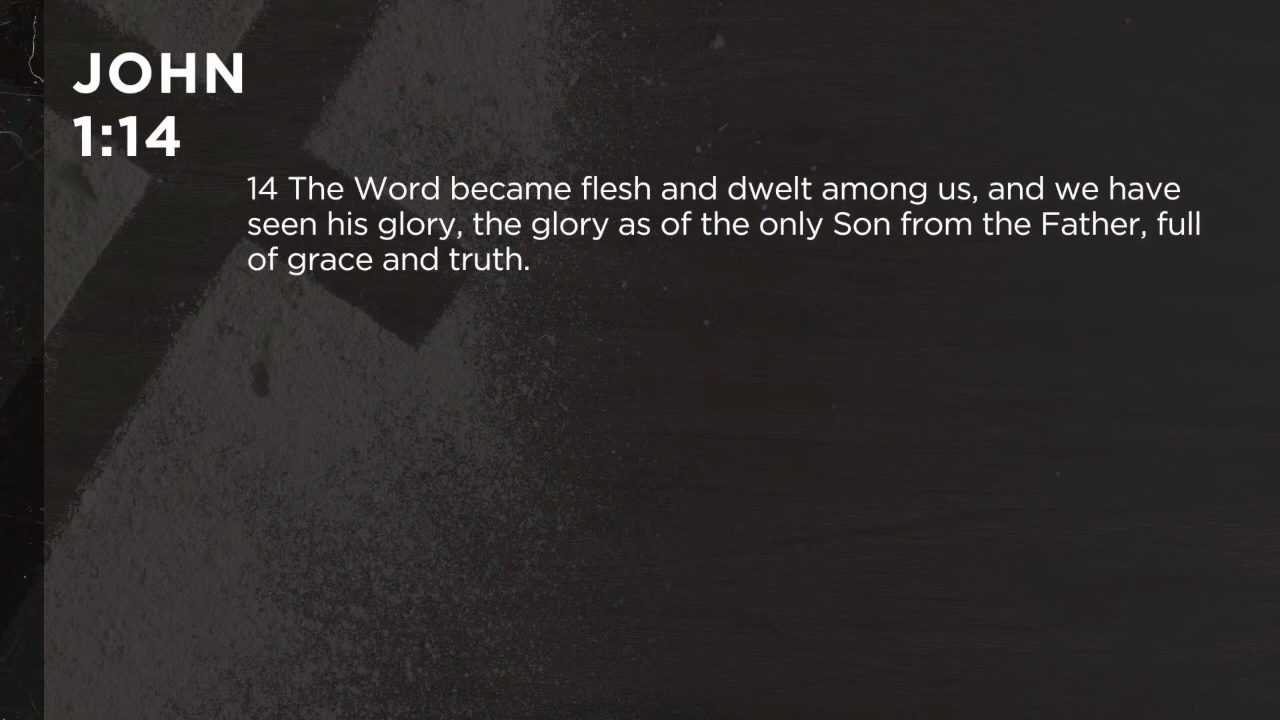 JOHN
1:14
14 The Word became flesh and dwelt among us, and we have
seen his glory, the glory as of the only Son from the Father, full
of grace and truth.